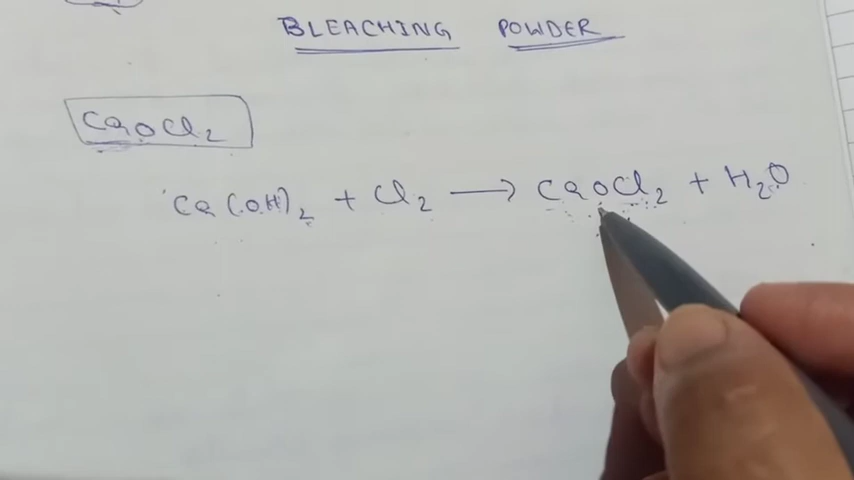 BLEACHING POWDER
CaOCl₂
Ca(OH)₂ + Cl₂ ⟶ CaOCl₂ + H₂O